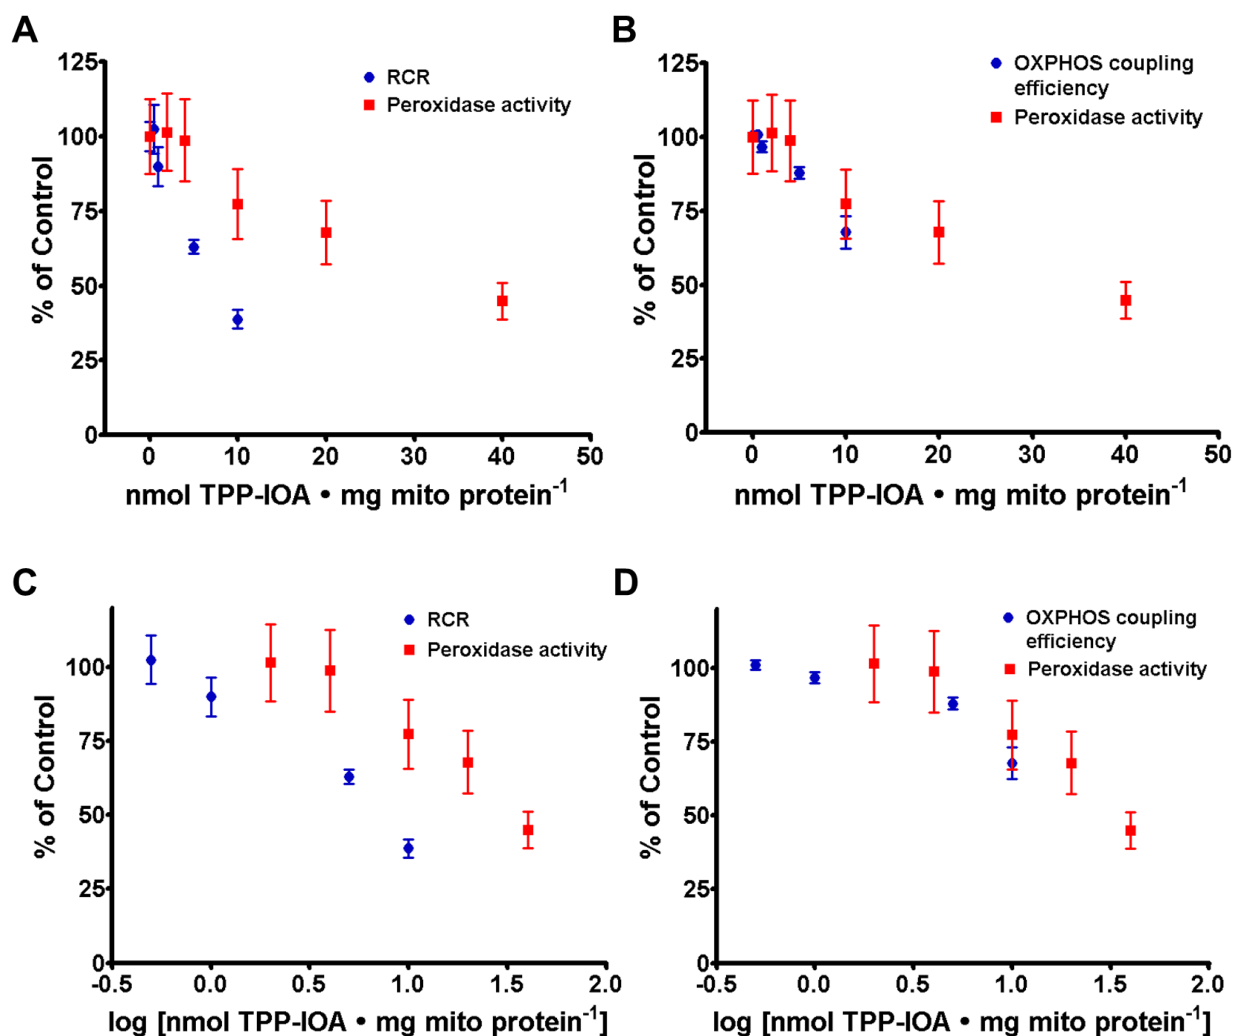 A
125
100
75
50
25
0
% of Control
RCR
Peroxidase activity
0 10 20 30 40 50
nmol TPP-IOA • mg mito protein-1
B
125
100
75
50
25
0
% of Control
OXPHOS coupling
efficiency
Peroxidase activity
0 10 20 30 40 50
nmol TPP-IOA • mg mito protein-1
C
100
75
50
25
0
% of Control
RCR
Peroxidase activity
-0.5 0.0 0.5 1.0 1.5 2.0
log [nmol TPP-IOA • mg mito protein-1]
D
100
75
50
25
0
% of Control
OXPHOS coupling
efficiency
Peroxidase activity
-0.5 0.0 0.5 1.0 1.5 2.0
log [nmol TPP-IOA • mg mito protein-1]